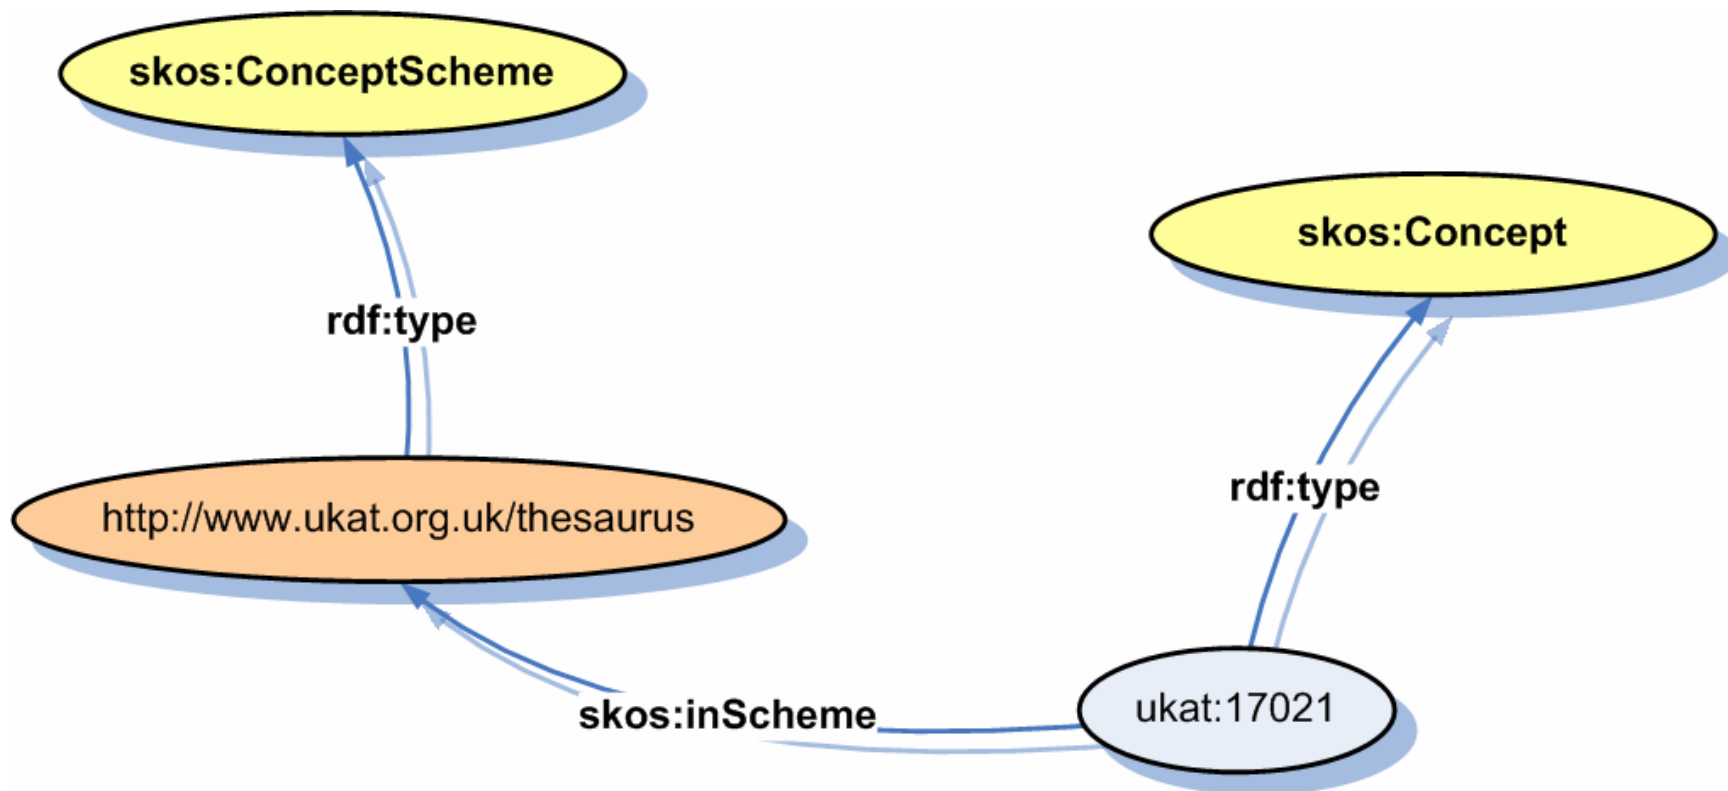 skos:ConceptScheme
skos:Concept
rdf:type
rdf:type
http://www.ukat.org.uk/thesaurus
skos:inScheme
ukat:17021